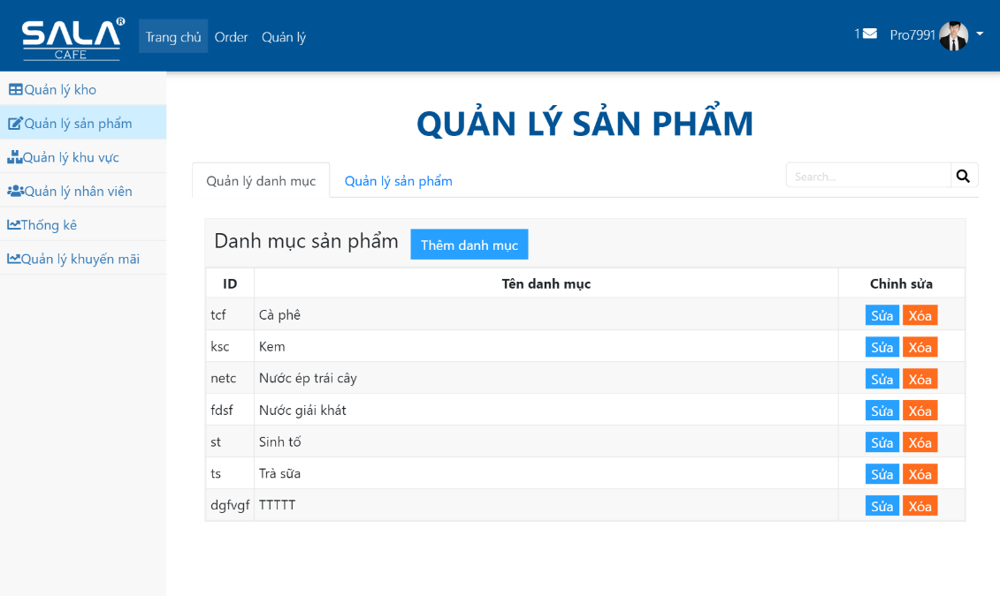 SALA®
CAFE
Trang chủ Order Quản lý
1 Pro7991
Quản lý kho
Quản lý sản phẩm
Quản lý khu vực
Quản lý nhân viên
Thống kê
Quản lý khuyến mãi
QUẢN LÝ SẢN PHẨM
Quản lý danh mục Quản lý sản phẩm
Search...
Danh mục sản phẩm Thêm danh mục
ID Tên danh mục Chỉnh sửa
tcf Cà phê Sửa Xóa
ksc Kem Sửa Xóa
netc Nước ép trái cây Sửa Xóa
fdsf Nước giải khát Sửa Xóa
st Sinh tố Sửa Xóa
ts Trà sữa Sửa Xóa
dgfvgf TTTTT Sửa Xóa